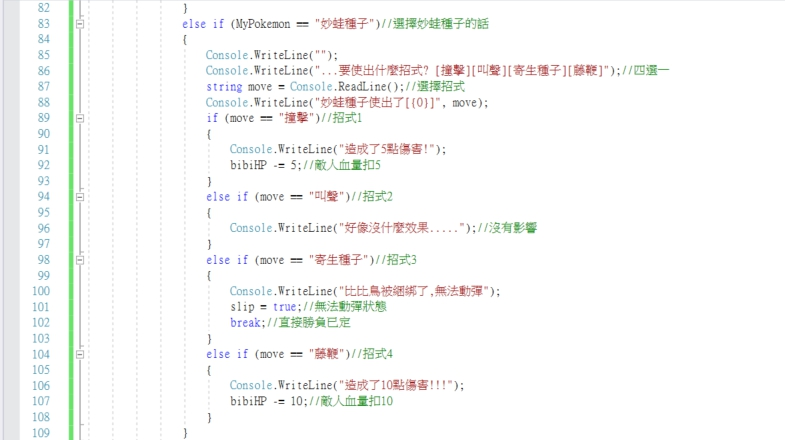 82 }
83 else if (MyPokemon == "妙蛙種子")//選擇妙蛙種子的話
84 {
85 Console.WriteLine("");
86 Console.WriteLine("...要使出什麼招式? [撞擊][叫聲][寄生種子][藤鞭]");//四選一
87 string move = Console.ReadLine();//選擇招式
88 Console.WriteLine("妙蛙種子使出了[{0}]", move);
89 if (move == "撞擊")//招式1
90 {
91 Console.WriteLine("造成了5點傷害!");
92 bibiHP -= 5;//敵人血量扣5
93 }
94 else if (move == "叫聲")//招式2
95 {
96 Console.WriteLine("好像沒什麼效果.....");//沒有影響
97 }
98 else if (move == "寄生種子")//招式3
99 {
100 Console.WriteLine("比比鳥被綑綁了,無法動彈");
101 slip = true;//無法動彈狀態
102 break;//直接勝負已定
103 }
104 else if (move == "藤鞭")//招式4
105 {
106 Console.WriteLine("造成了10點傷害!!!");
107 bibiHP -= 10;//敵人血量扣10
108 }
109 }